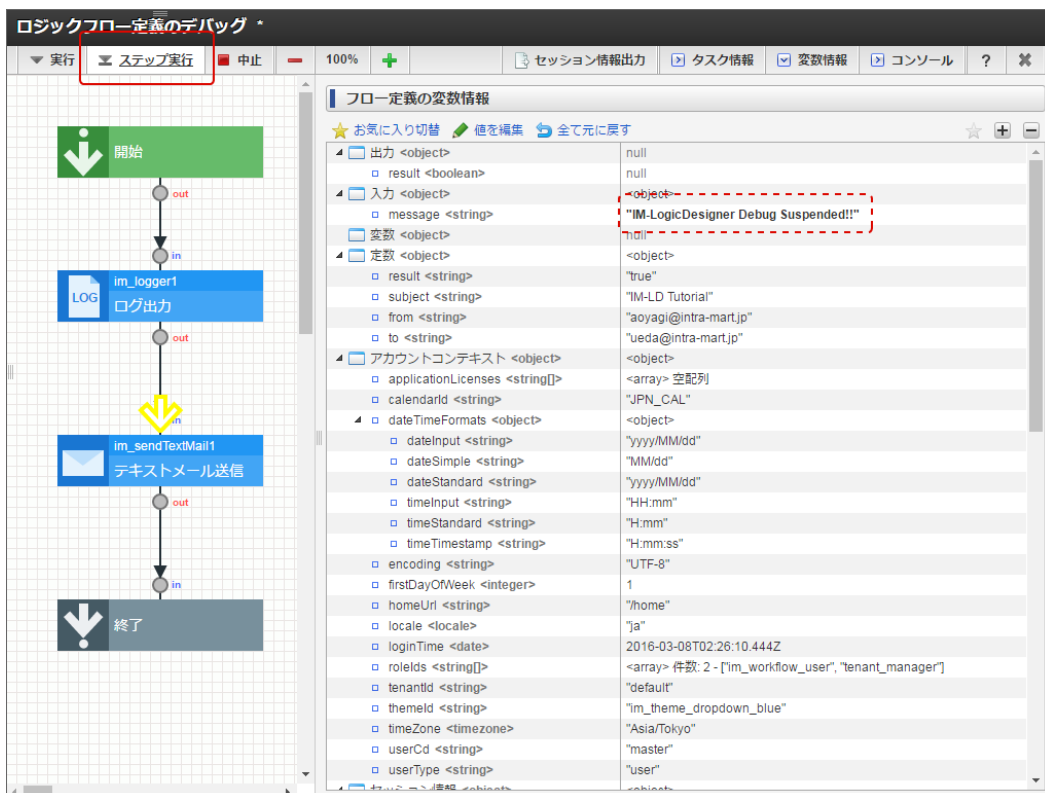 ロジックフロー定義のデバッグ *
実行 ステップ実行 中止 100% セッション情報出力 タスク情報 変数情報 コンソール ?
開始
out
in
im_logger1
LOG
ログ出力
out
in
im_sendTextMail1
テキストメール送信
out
in
終了
フロー定義の変数情報
お気に入り切替 値を編集 全て元に戻す
出力 <object> null
result <boolean> null
入力 <object> <object>
message <string> "IM-LogicDesigner Debug Suspended!!"
変数 <object> null
定数 <object> <object>
result <string> "true"
subject <string> "IM-LD Tutorial"
from <string> "aoyagi@intra-mart.jp"
to <string> "ueda@intra-mart.jp"
アカウントコンテキスト <object> <object>
applicationLicenses <string[]> <array> 空配列
calendarId <string> "JPN_CAL"
dateTimeFormats <object> <object>
dateInput <string> "yyyy/MM/dd"
dateSimple <string> "MM/dd"
dateStandard <string> "yyyy/MM/dd"
timeInput <string> "HH:mm"
timeStandard <string> "H:mm"
timeTimestamp <string> "H:mm:ss"
encoding <string> "UTF-8"
firstDayOfWeek <integer> 1
homeUrl <string> "/home"
locale <locale> "ja"
loginTime <date> 2016-03-08T02:26:10.444Z
roleIds <string[]> <array> 件数: 2 - ["im_workflow_user", "tenant_manager"]
tenantId <string> "default"
themeId <string> "im_theme_dropdown_blue"
timeZone <timezone> "Asia/Tokyo"
userCd <string> "master"
userType <string> "user"
セッション情報 <object> <object>